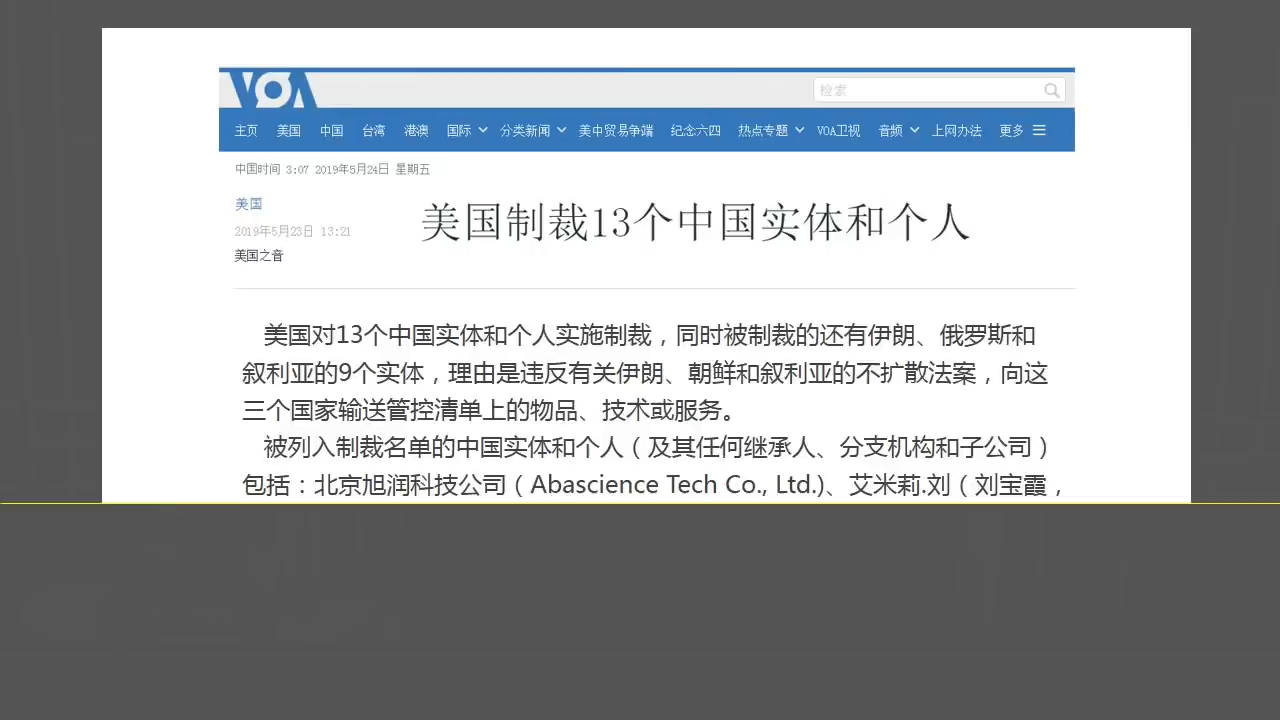 VOA
检索
主页 美国 中国 台湾 港澳 国际 分类新闻 美中贸易争端 纪念六四 热点专题 VOA卫视 音频 上网办法 更多
中国时间 3:07 2019年5月24日 星期五
美国
2019年5月23日 13:21
美国之音
美国制裁13个中国实体和个人
美国对13个中国实体和个人实施制裁，同时被制裁的还有伊朗、俄罗斯和
叙利亚的9个实体，理由是违反有关伊朗、朝鲜和叙利亚的不扩散法案，向这
三个国家输送管控清单上的物品、技术或服务。
被列入制裁名单的中国实体和个人（及其任何继承人、分支机构和子公司）
包括：北京旭润科技公司（Abascience Tech Co., Ltd.)、艾米莉.刘（刘宝霞，